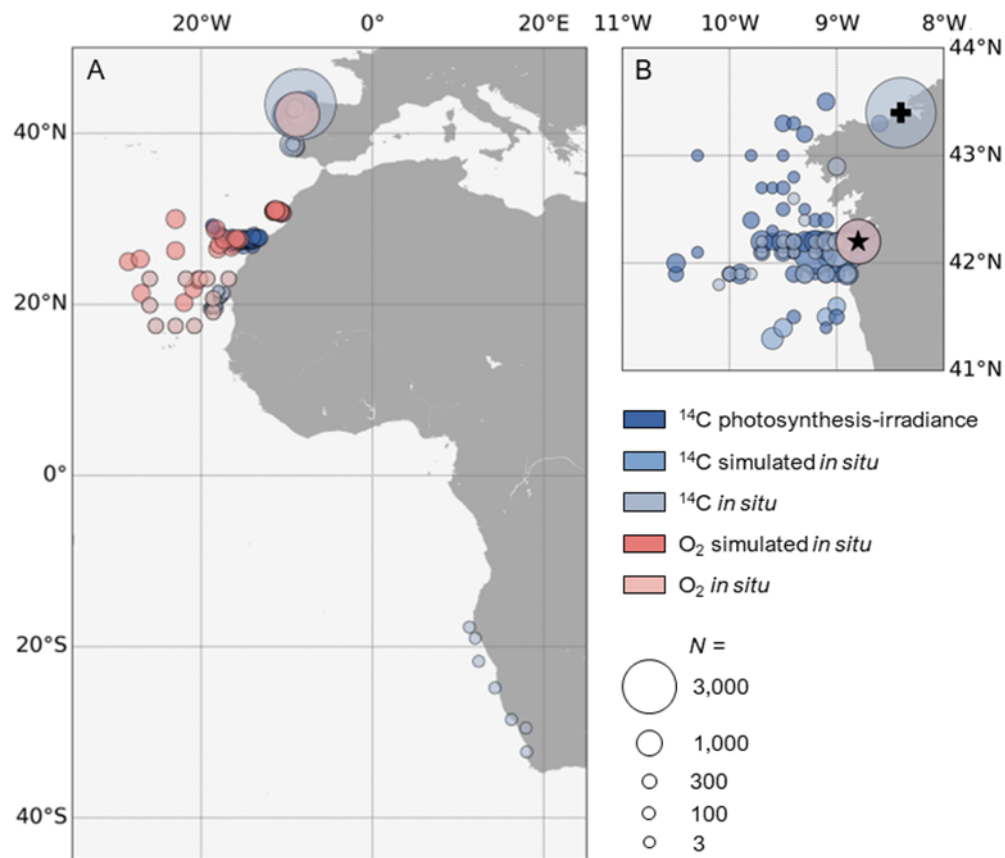 20°W 0° 20°E 11°W 10°W 9°W 8°W
44°N
A B
40°N
43°N
42°N
20°N
41°N
¹⁴C photosynthesis-irradiance
¹⁴C simulated in situ
0°
¹⁴C in situ
O₂ simulated in situ
O₂ in situ
20°S
N =
3,000
1,000
300
40°S
100
3